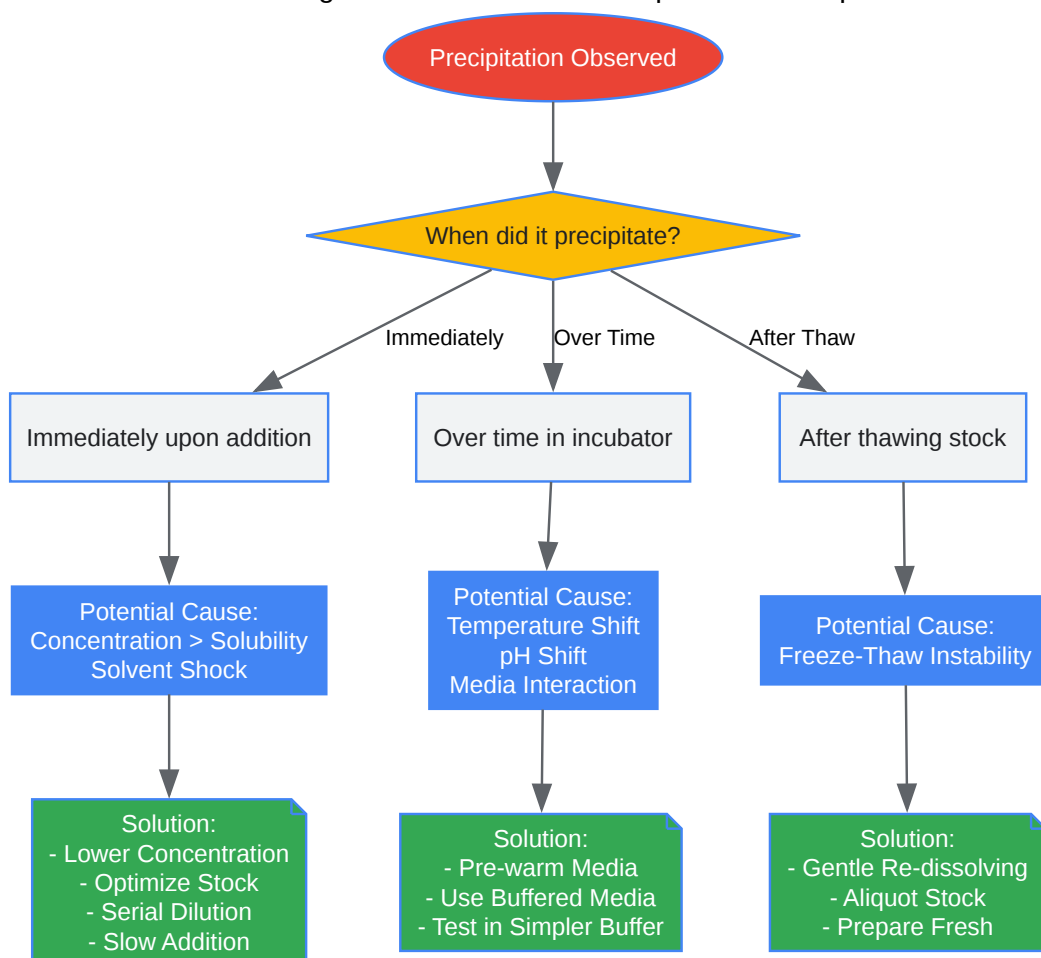 Precipitation Observed
When did it precipitate?
Immediately
Over Time
After Thaw
Immediately upon addition
Over time in incubator
After thawing stock
Potential Cause:
Concentration > Solubility
Solvent Shock
Potential Cause:
Temperature Shift
pH Shift
Media Interaction
Potential Cause:
Freeze-Thaw Instability
Solution:
- Lower Concentration
- Optimize Stock
- Serial Dilution
- Slow Addition
Solution:
- Pre-warm Media
- Use Buffered Media
- Test in Simpler Buffer
Solution:
- Gentle Re-dissolving
- Aliquot Stock
- Prepare Fresh